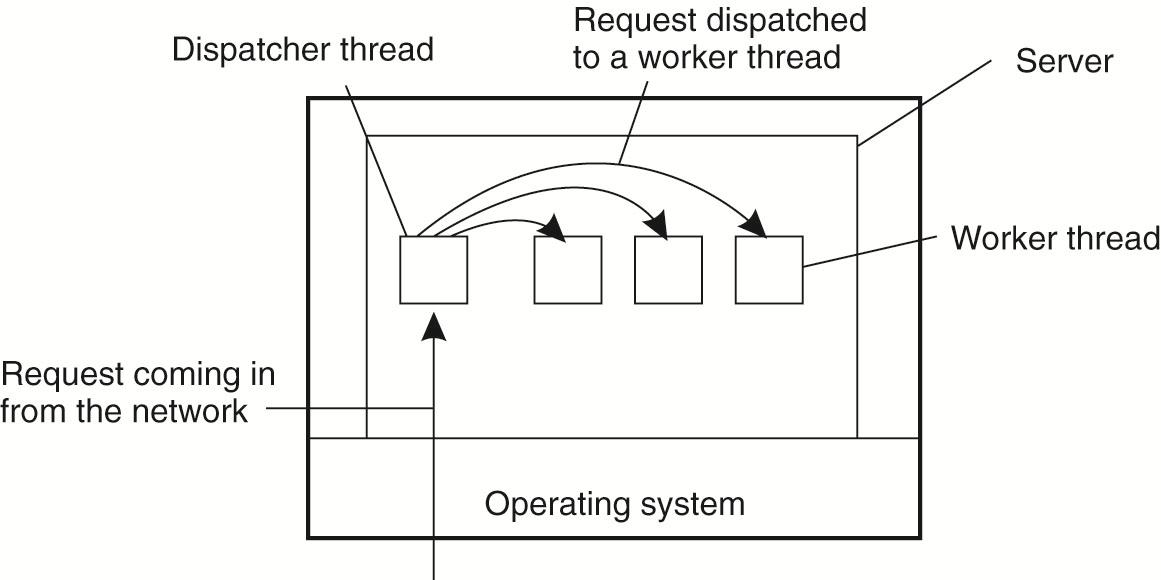 Dispatcher thread
Request dispatched
to a worker thread
Server
Worker thread
Request coming in
from the network
Operating system